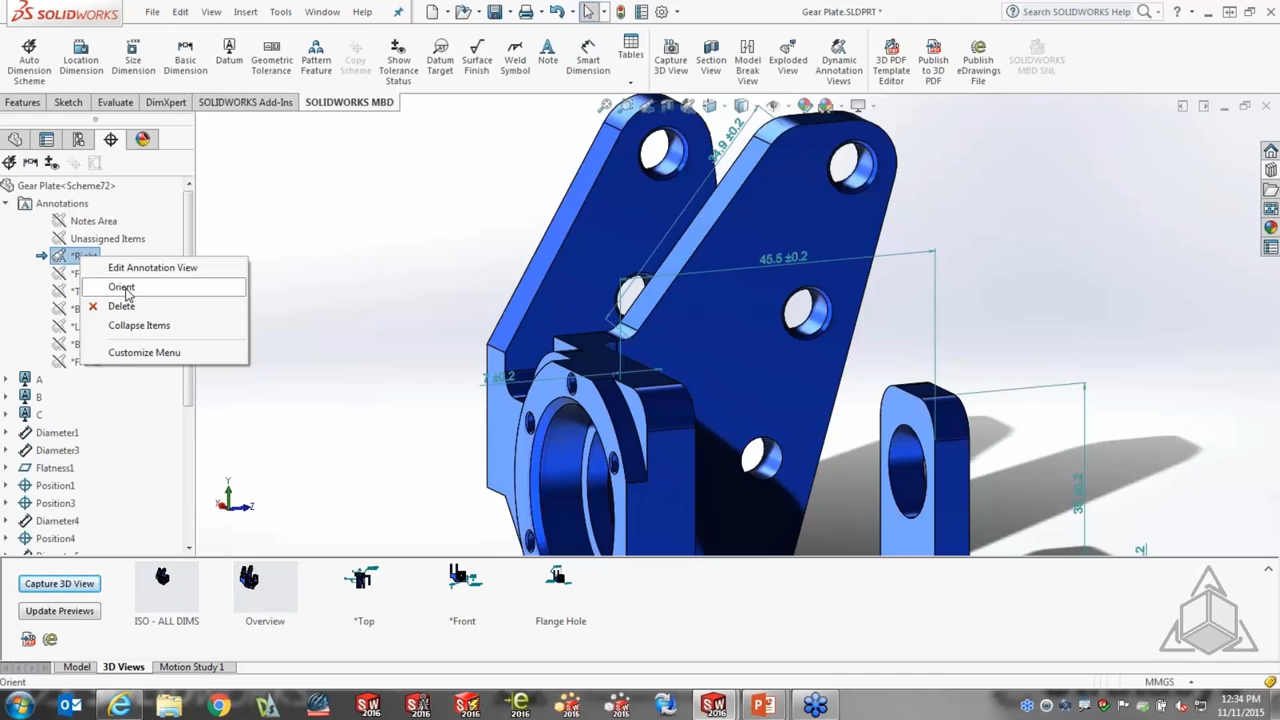 SOLIDWORKS
File Edit View Insert Tools Window Help
Gear Plate.SLDPRT *
Search SOLIDWORKS Help
Auto Dimension Scheme
Location Dimension
Size Dimension
Basic Dimension
Datum
Geometric Tolerance
Pattern Feature
Copy Scheme
Show Tolerance Status
Datum Target
Surface Finish
Weld Symbol
Note
Smart Dimension
Tables
Capture 3D View
Section View
Model Break View
Exploded View
Dynamic Annotation Views
3D PDF Template Editor
Publish to 3D PDF
Publish eDrawings File
SOLIDWORKS MBD SNL
Features Sketch Evaluate DimXpert SOLIDWORKS Add-Ins SOLIDWORKS MBD
Gear Plate<Scheme72>
Annotations
Notes Area
Unassigned Items
Edit Annotation View
Orient
Delete
Collapse Items
Customize Menu
A
B
C
Diameter1
Diameter3
Flatness1
Position1
Position3
Diameter4
Position4
34.9 ±0.2
45.5 ±0.2
7 ±0.2
Y
Z
Capture 3D View
Update Previews
ISO - ALL DIMS
Overview
*Top
*Front
Flange Hole
Model 3D Views Motion Study 1
Orient
MMGS
12:34 PM
11/11/2015